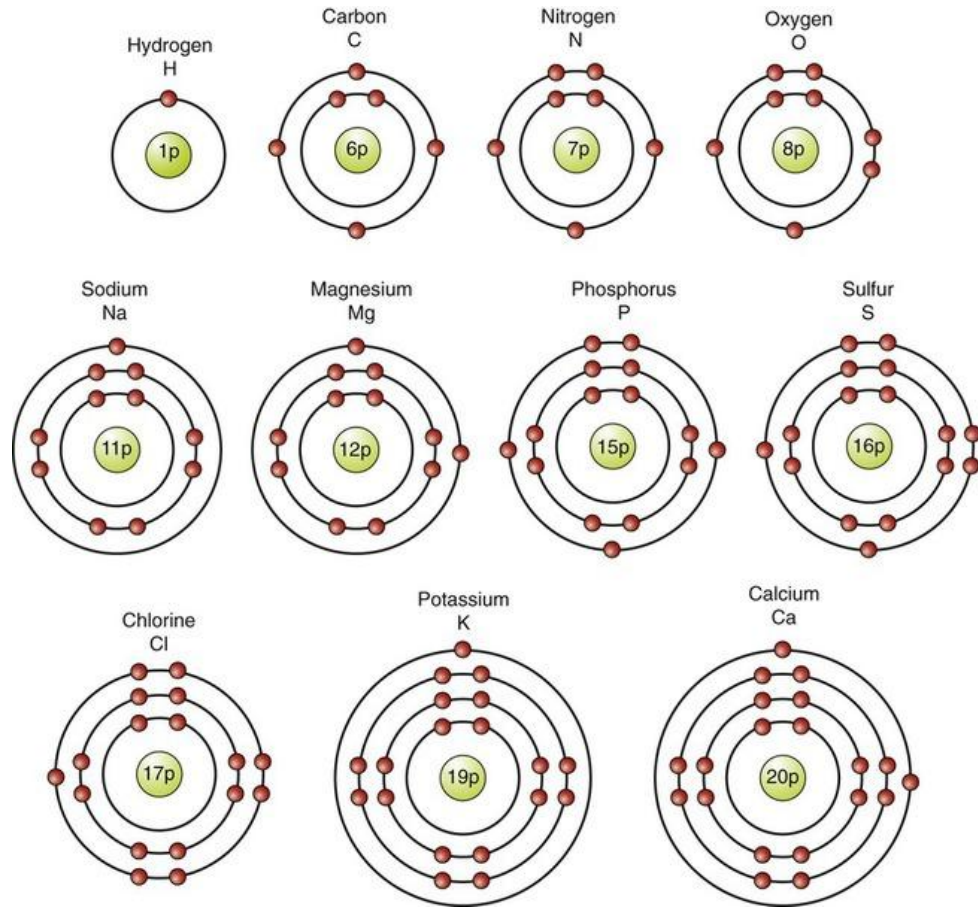 Hydrogen
H
1p
Carbon
C
6p
Nitrogen
N
7p
Oxygen
O
8p
Sodium
Na
11p
Magnesium
Mg
12p
Phosphorus
P
15p
Sulfur
S
16p
Chlorine
Cl
17p
Potassium
K
19p
Calcium
Ca
20p